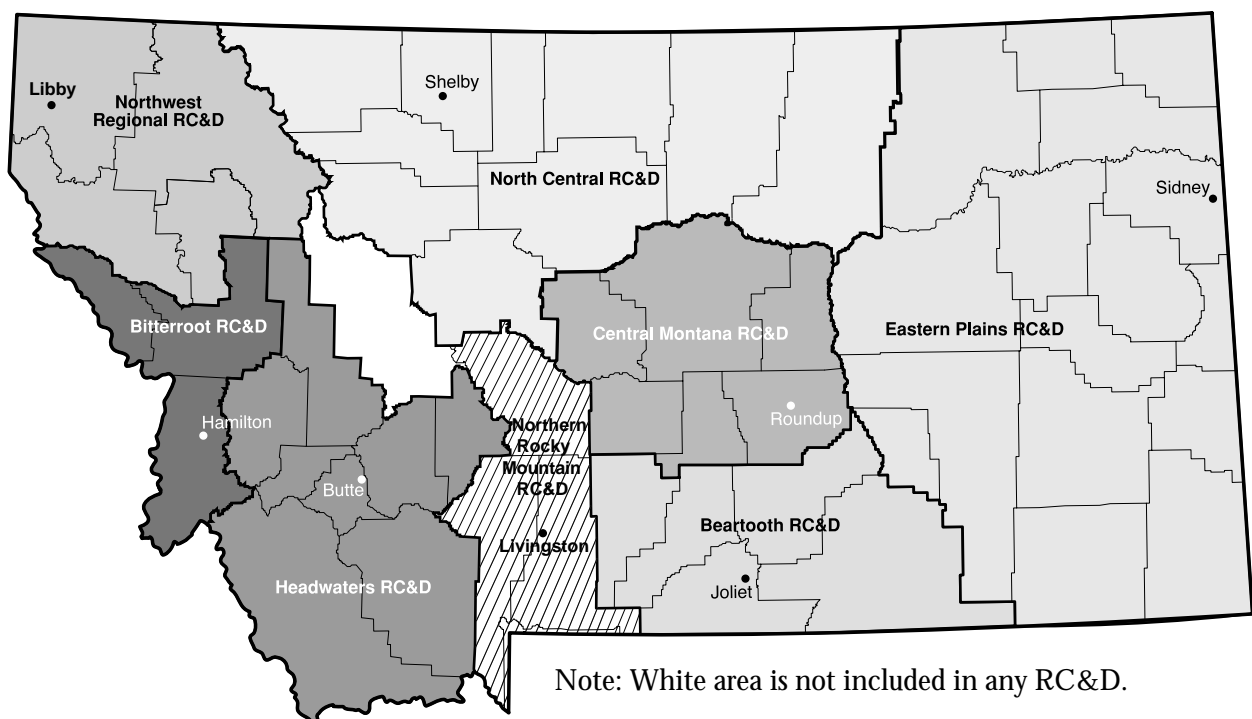 Shelby
Libby
Northwest
Regional RC&D
North Central RC&D
Sidney
Bitterroot RC&D
Central Montana RC&D
Eastern Plains RC&D
Hamilton
Roundup
Northern
Rocky
Mountain
RC&D
Butte
Beartooth RC&D
Livingston
Headwaters RC&D
Joliet
Note: White area is not included in any RC&D.